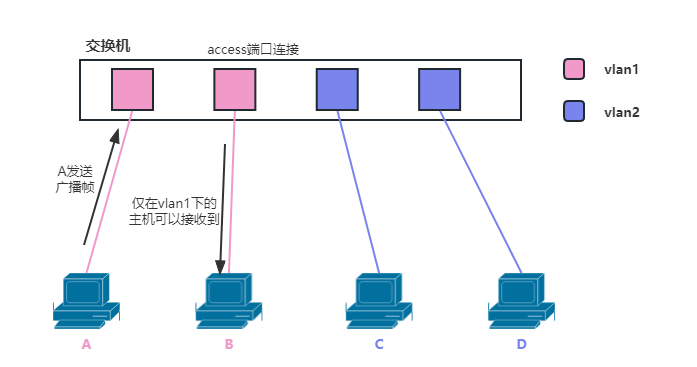 交换机
access端口连接
vlan1
vlan2
A发送
广播帧
仅在vlan1下的
主机可以接收到
A
B
C
D